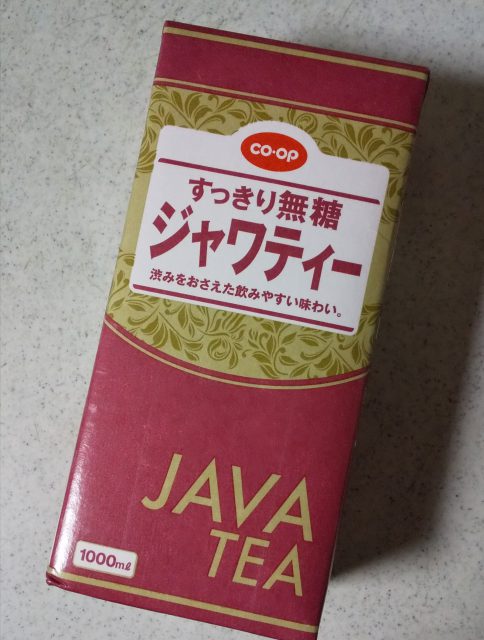 CO·OP
すっきり無糖
ジャワティー
渋みをおさえた飲みやすい味わい。
JAVA
TEA
1000mℓ